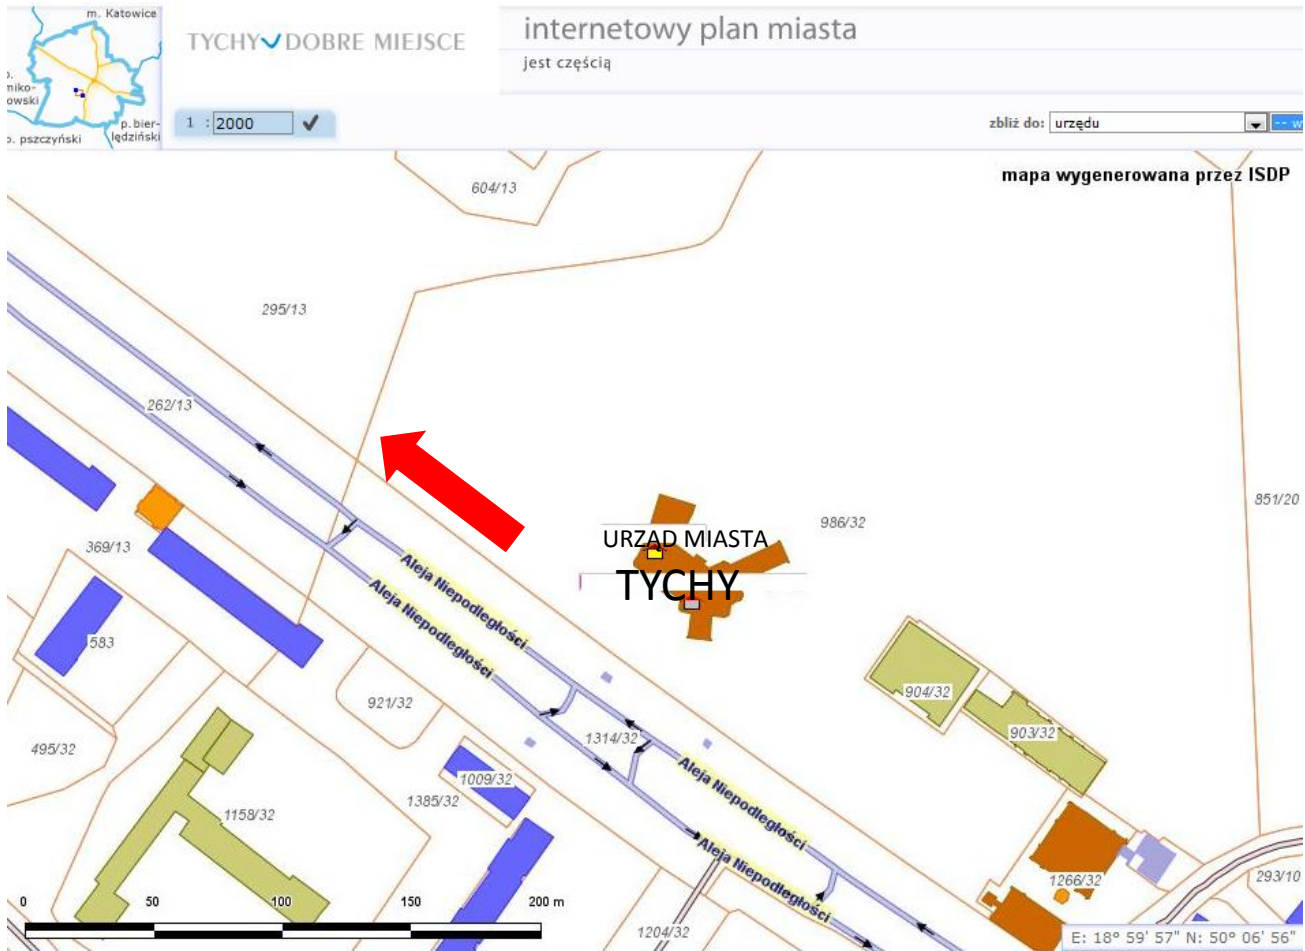 m. Katowice
p.
miko-
owski
p. pszczyński
p.bier-
lędziński
TYCHY DOBRE MIEJSCE
internetowy plan miasta
jest częścią
1 : 2000
zbliż do: urzędu
-- w
mapa wygenerowana przez ISDP
604/13
295/13
262/13
851/20
986/32
URZĄD MIASTA
TYCHY
369/13
Aleja Niepodległości
Aleja Niepodległości
583
904/32
921/32
903/32
495/32
1314/32
1009/32
Aleja Niepodległości
1385/32
1158/32
Aleja Niepodległości
1266/32
293/10
0 50 100 150 200 m
1204/32
E: 18° 59' 57" N: 50° 06' 56"